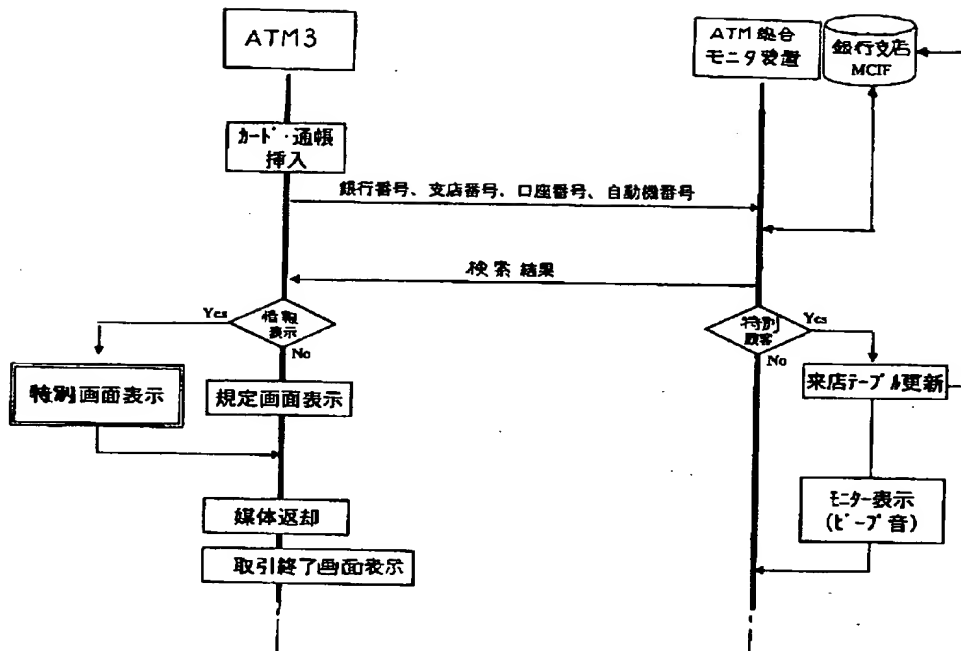 ATM3
ATM総合
モニタ装置
銀行支店
MCIF
カード・通帳
挿入
銀行番号、支店番号、口座番号、自動機番号
検索結果
Yes
情報
表示
No
特別
顧客
Yes
No
特別画面表示
規定画面表示
来店テーブル更新
媒体返却
モニター表示
(ビープ音)
取引終了画面表示